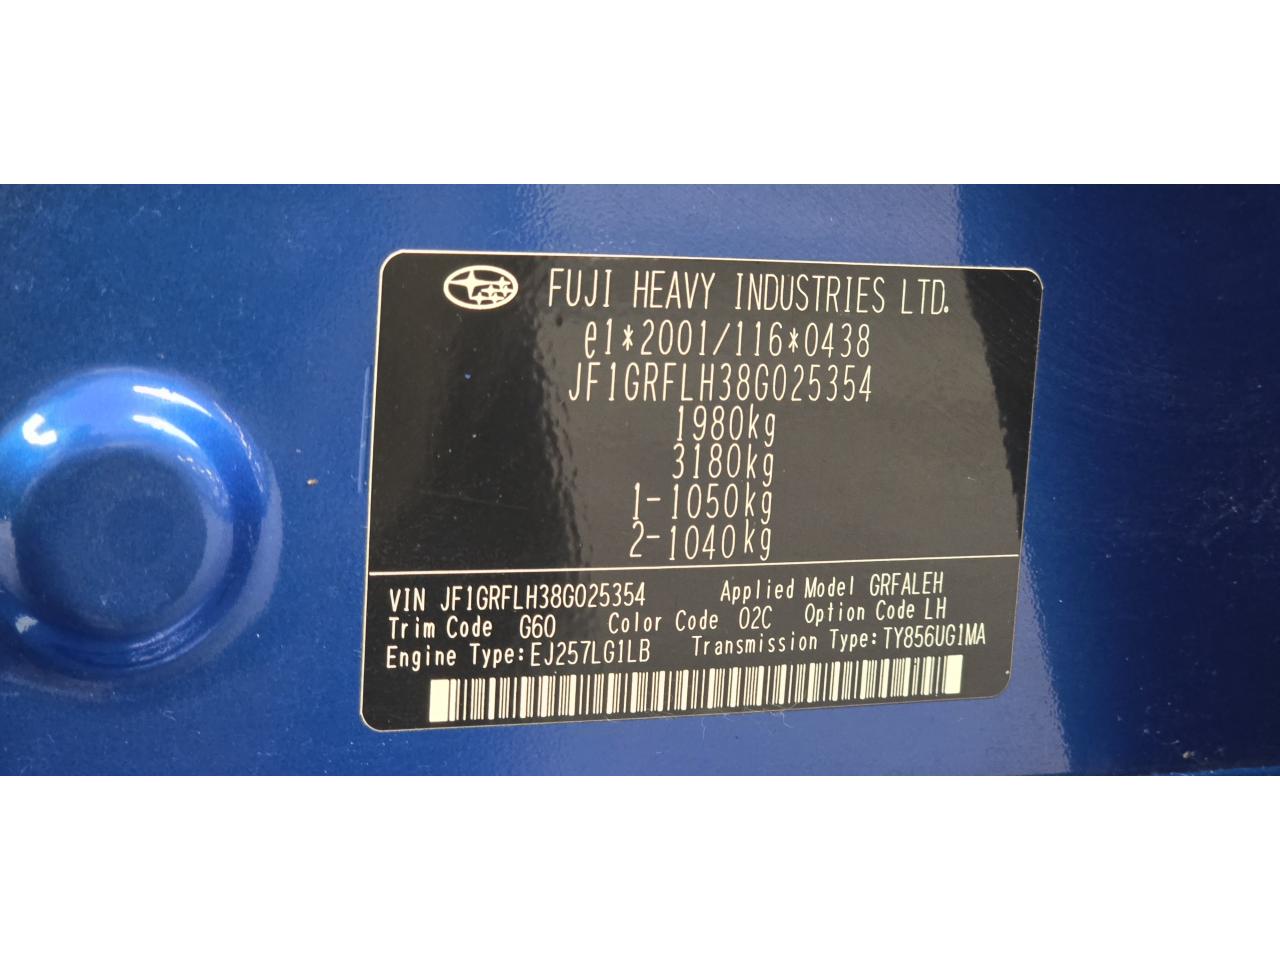 FUJI HEAVY INDUSTRIES LTD.
e1*2001/116*0438
JF1GRFLH38G025354
1980kg
3180kg
1-1050kg
2-1040kg
VIN JF1GRFLH38G025354 Applied Model GRFALEH
Trim Code G60 Color Code 02C Option Code LH
Engine Type:EJ257LG1LB Transmission Type:TY856UG1MA